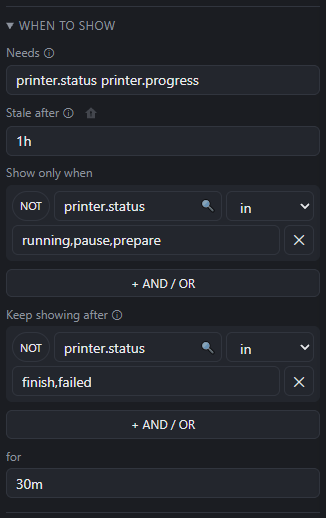 WHEN TO SHOW
Needs
printer.status printer.progress
Stale after
1h
Show only when
NOT printer.status in
running,pause,prepare
+ AND / OR
Keep showing after
NOT printer.status in
finish,failed
+ AND / OR
for
30m